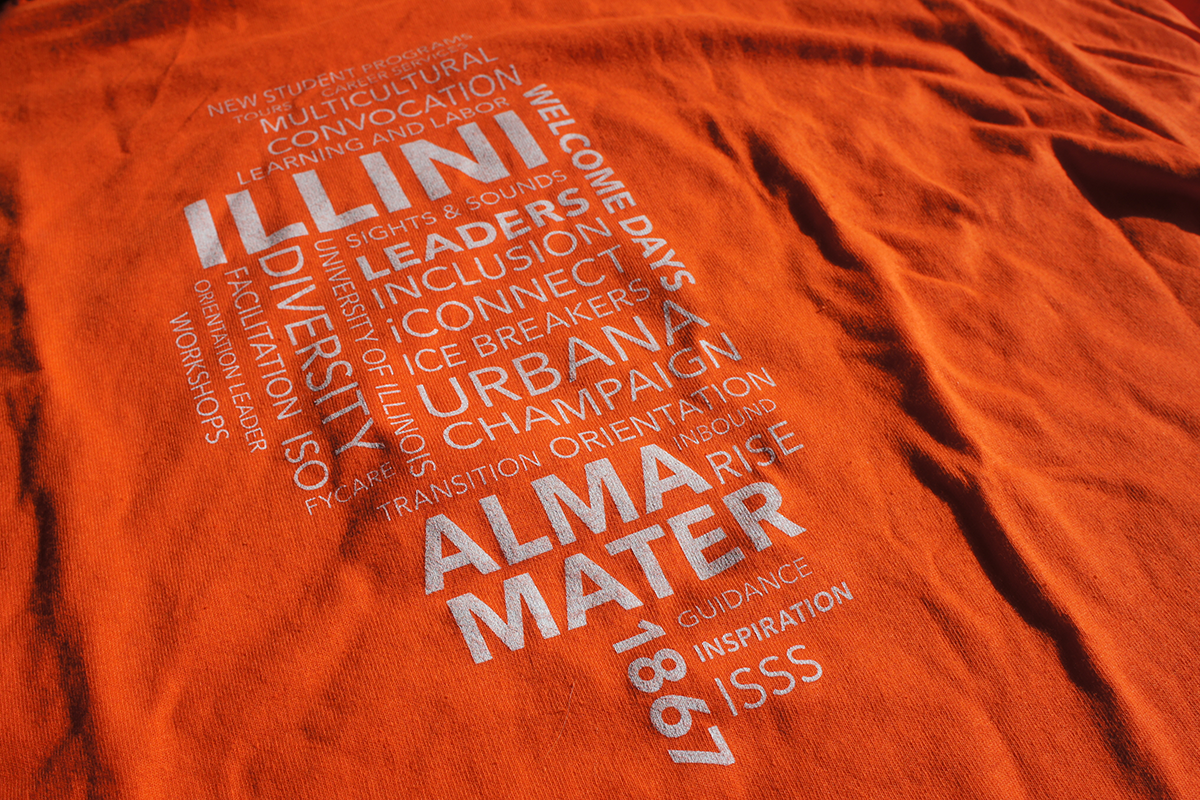 NEW STUDENT PROGRAMS
TOURS CAREER SERVICES
MULTICULTURAL
CONVOCATION
LEARNING AND LABOR
ILLINI
WELCOME DAYS
SIGHTS & SOUNDS
LEADERS
INCLUSION
iCONNECT
ICE BREAKERS
URBANA
CHAMPAIGN
UNIVERSITY OF IILLINOIS
DIVERSITY
FACILITATION ISO
ORIENTATION LEADER
WORKSHOPS
FYCARE
TRANSITION ORIENTATION
INBOUND
ALMA
RISE
MATER
GUIDANCE
INSPIRATION
ISSS
1867